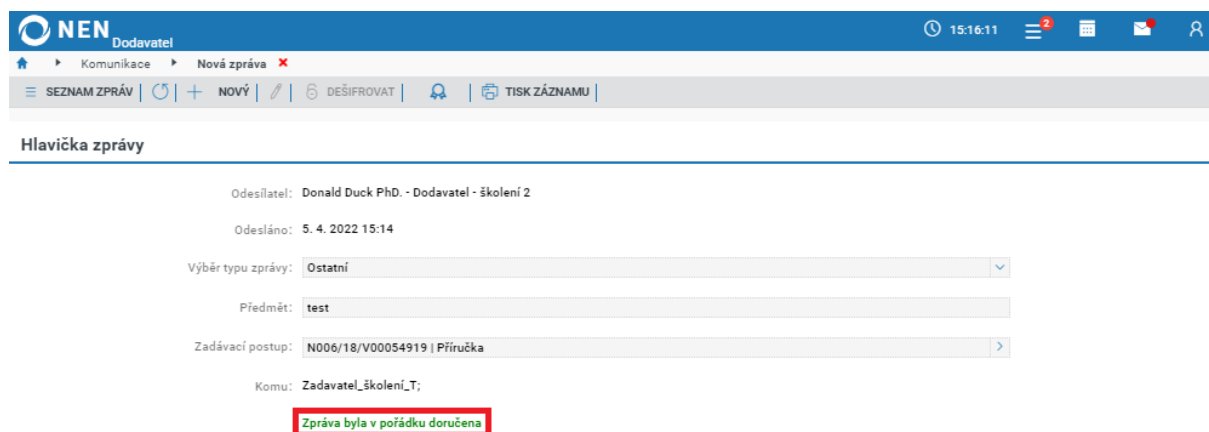 NEN Dodavatel 15:16:11 2
Komunikace Nová zpráva
SEZNAM ZPRÁV NOVÝ DEŠIFROVAT TISK ZÁZNAMU
Hlavička zprávy
Odesílatel: Donald Duck PhD. - Dodavatel - školení 2
Odesláno: 5. 4. 2022 15:14
Výběr typu zprávy: Ostatní
Předmět: test
Zadávací postup: N006/18/V00054919 | Příručka
Komu: Zadavatel_školení_T;
Zpráva byla v pořádku doručena